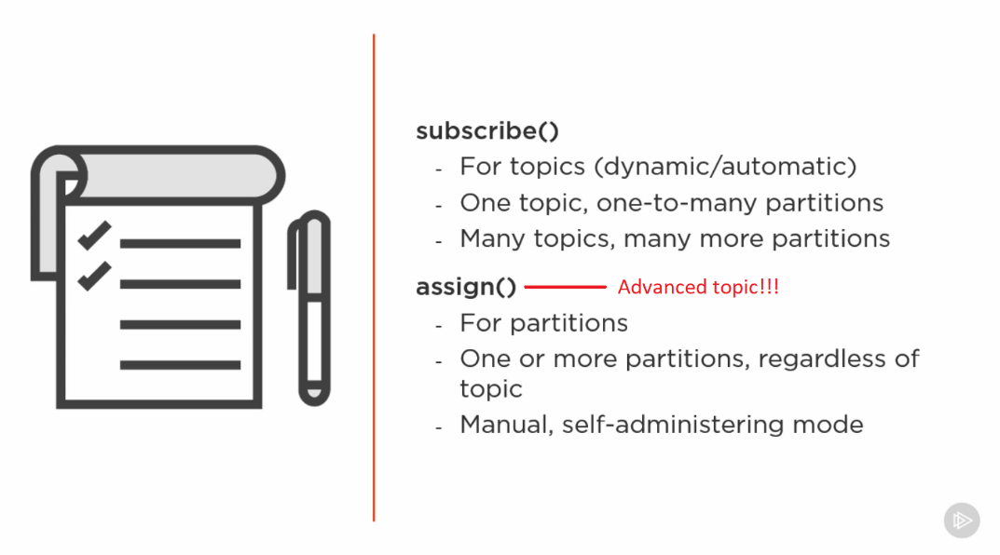 subscribe()
- For topics (dynamic/automatic)
- One topic, one-to-many partitions
- Many topics, many more partitions
assign() Advanced topic!!!
- For partitions
- One or more partitions, regardless of
topic
- Manual, self-administering mode